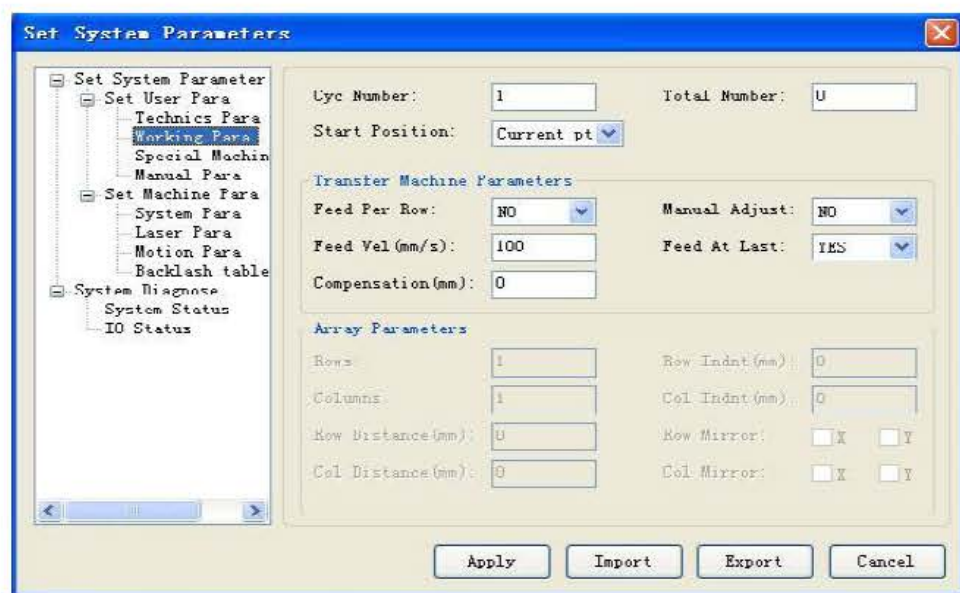 Set System Parameters
Set System Parameter
Set User Para
Technics Para
Working Para
Special Machin
Manual Para
Set Machine Para
System Para
Laser Para
Motion Para
Backlash table
System Diagnose
System Status
IO Status
Cyc Number: 1 Total Number: 0
Start Position: Current pt
Transfer Machine Parameters
Feed Per Row: NO Manual Adjust: NO
Feed Vel(mm/s): 100 Feed At Last: YES
Compensation(mm): 0
Array Parameters
Rows: 1 Row Indnt(mm): 0
Columns: 1 Col Indnt(mm): 0
Row Distance(mm): 0 Row Mirror: X Y
Col Distance(mm): 0 Col Mirror: X Y
Apply Import Export Cancel